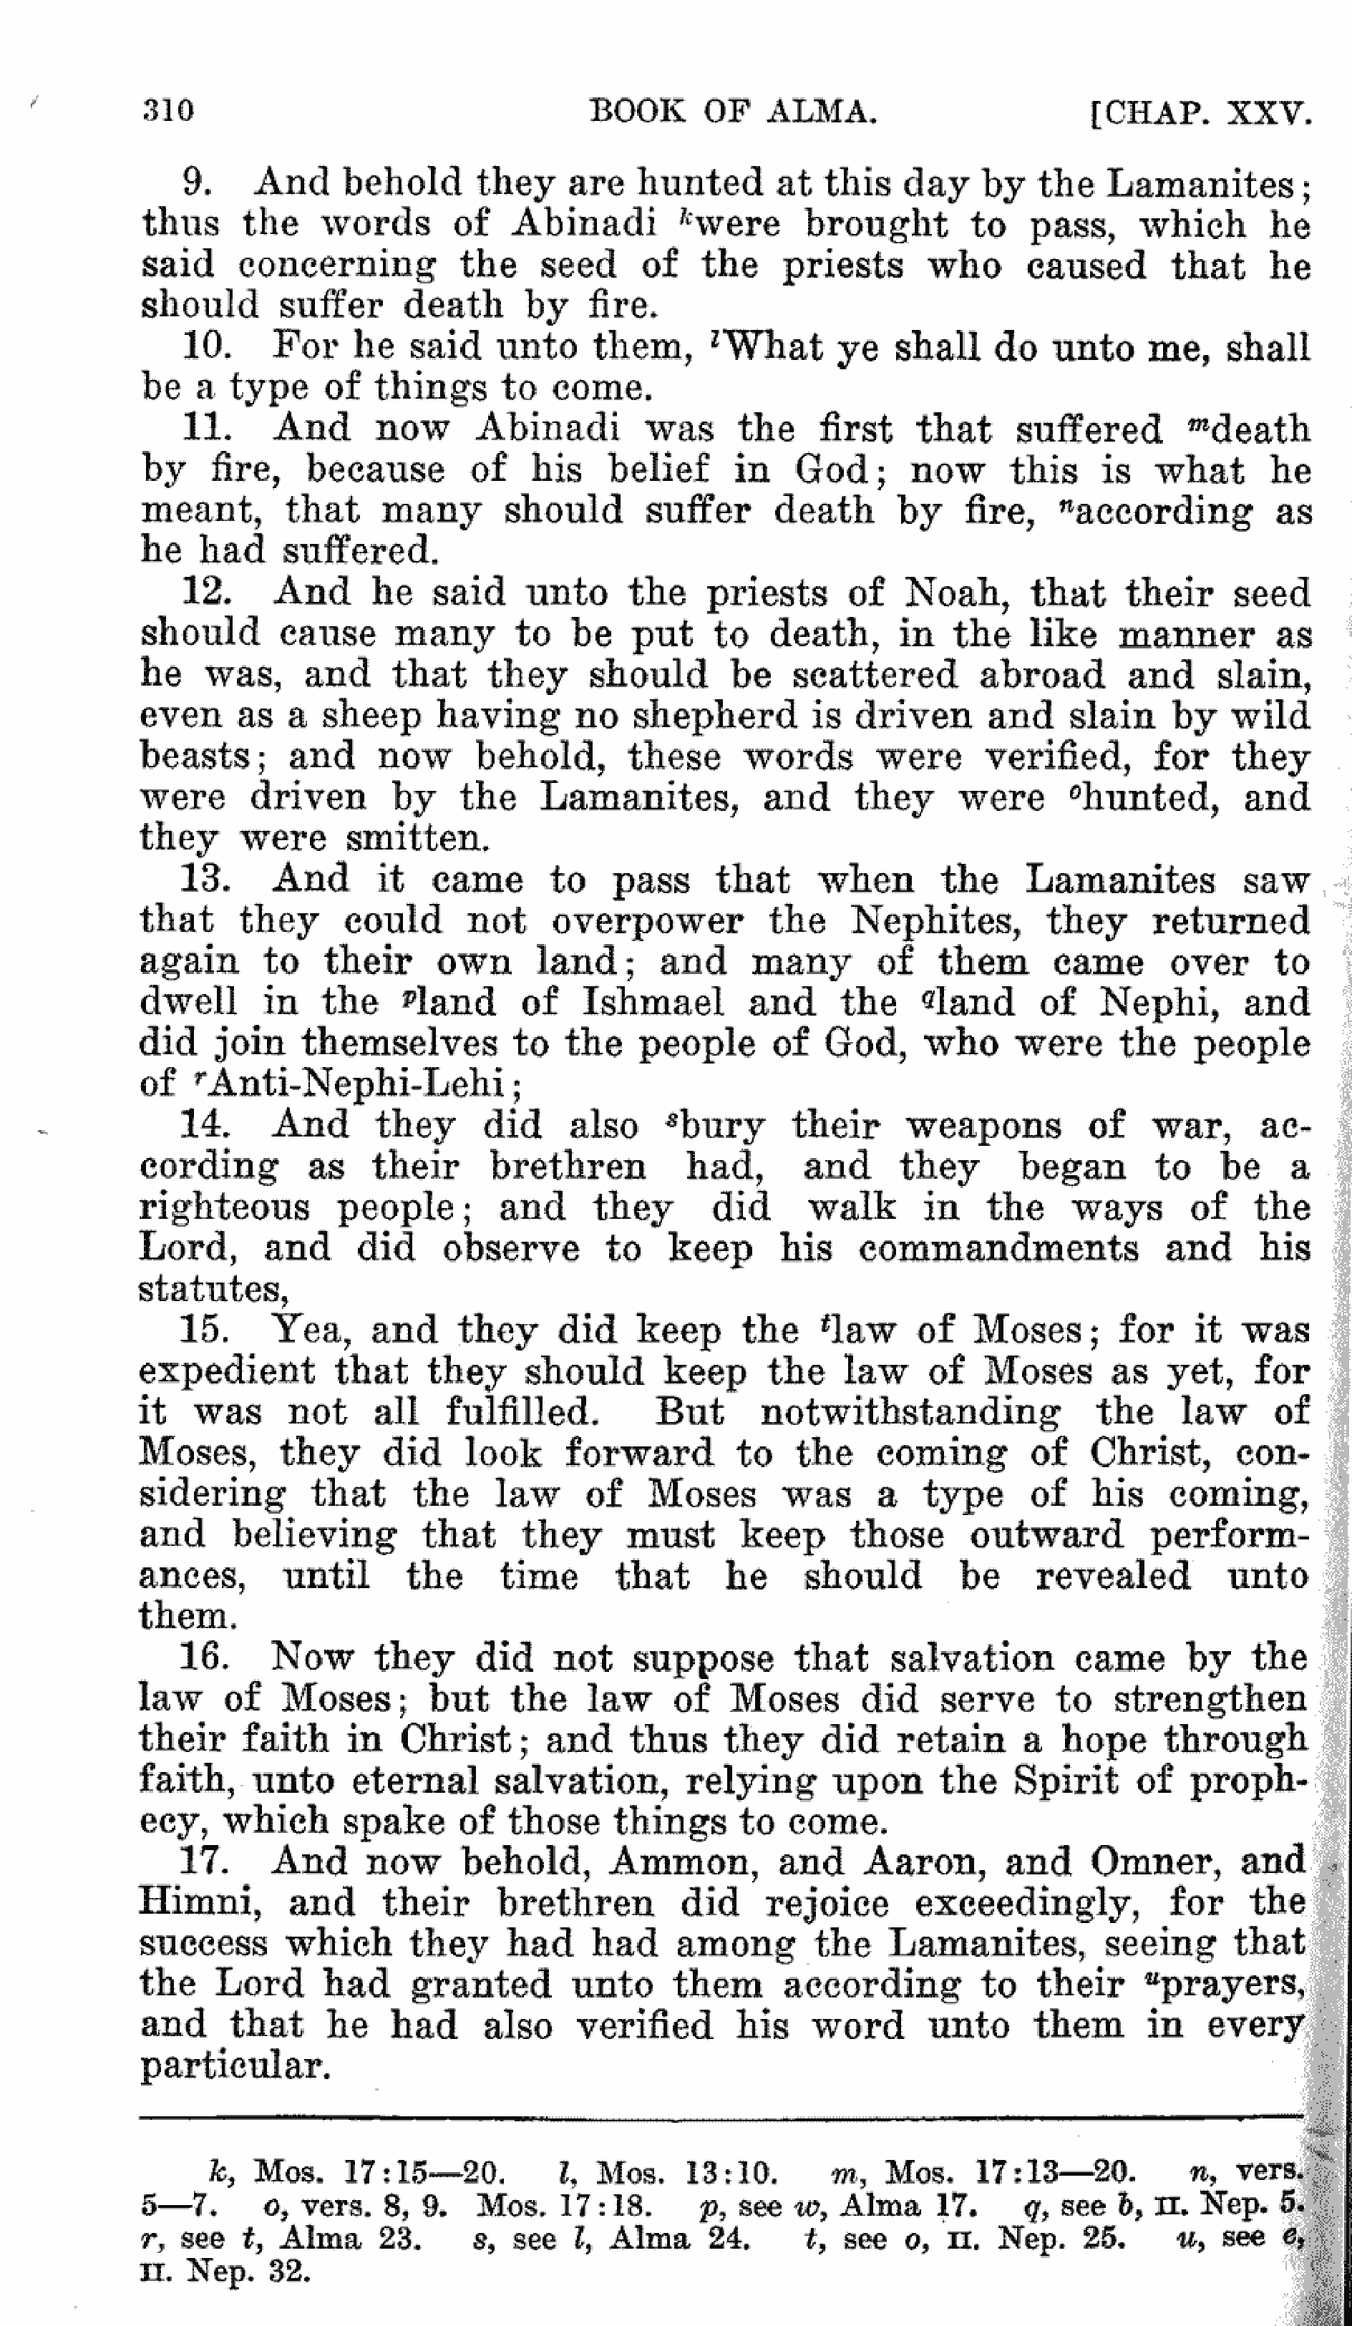 310 BOOK OF ALMA. [CHAP. XXV.
9. And behold they are hunted at this day by the Lamanites;
thus the words of Abinadi ᵏwere brought to pass, which he
said concerning the seed of the priests who caused that he
should suffer death by fire.
10. For he said unto them, ˡWhat ye shall do unto me, shall
be a type of things to come.
11. And now Abinadi was the first that suffered ᵐdeath
by fire, because of his belief in God; now this is what he
meant, that many should suffer death by fire, ⁿaccording as
he had suffered.
12. And he said unto the priests of Noah, that their seed
should cause many to be put to death, in the like manner as
he was, and that they should be scattered abroad and slain,
even as a sheep having no shepherd is driven and slain by wild
beasts; and now behold, these words were verified, for they
were driven by the Lamanites, and they were ᵒhunted, and
they were smitten.
13. And it came to pass that when the Lamanites saw
that they could not overpower the Nephites, they returned
again to their own land; and many of them came over to
dwell in the ᵖland of Ishmael and the ᑫland of Nephi, and
did join themselves to the people of God, who were the people
of ʳAnti-Nephi-Lehi;
14. And they did also ˢbury their weapons of war, ac-
cording as their brethren had, and they began to be a
righteous people; and they did walk in the ways of the
Lord, and did observe to keep his commandments and his
statutes,
15. Yea, and they did keep the ᵗlaw of Moses; for it was
expedient that they should keep the law of Moses as yet, for
it was not all fulfilled. But notwithstanding the law of
Moses, they did look forward to the coming of Christ, con-
sidering that the law of Moses was a type of his coming,
and believing that they must keep those outward perform-
ances, until the time that he should be revealed unto
them.
16. Now they did not suppose that salvation came by the
law of Moses; but the law of Moses did serve to strengthen
their faith in Christ; and thus they did retain a hope through
faith, unto eternal salvation, relying upon the Spirit of proph-
ecy, which spake of those things to come.
17. And now behold, Ammon, and Aaron, and Omner, and
Himni, and their brethren did rejoice exceedingly, for the
success which they had had among the Lamanites, seeing that
the Lord had granted unto them according to their ᵘprayers,
and that he had also verified his word unto them in every
particular.
k, Mos. 17:15—20. l, Mos. 13:10. m, Mos. 17:13—20. n, vers.
5—7. o, vers. 8, 9. Mos. 17:18. p, see w, Alma 17. q, see b, II. Nep. 5.
r, see t, Alma 23. s, see l, Alma 24. t, see o, II. Nep. 25. u, see e,
II. Nep. 32.